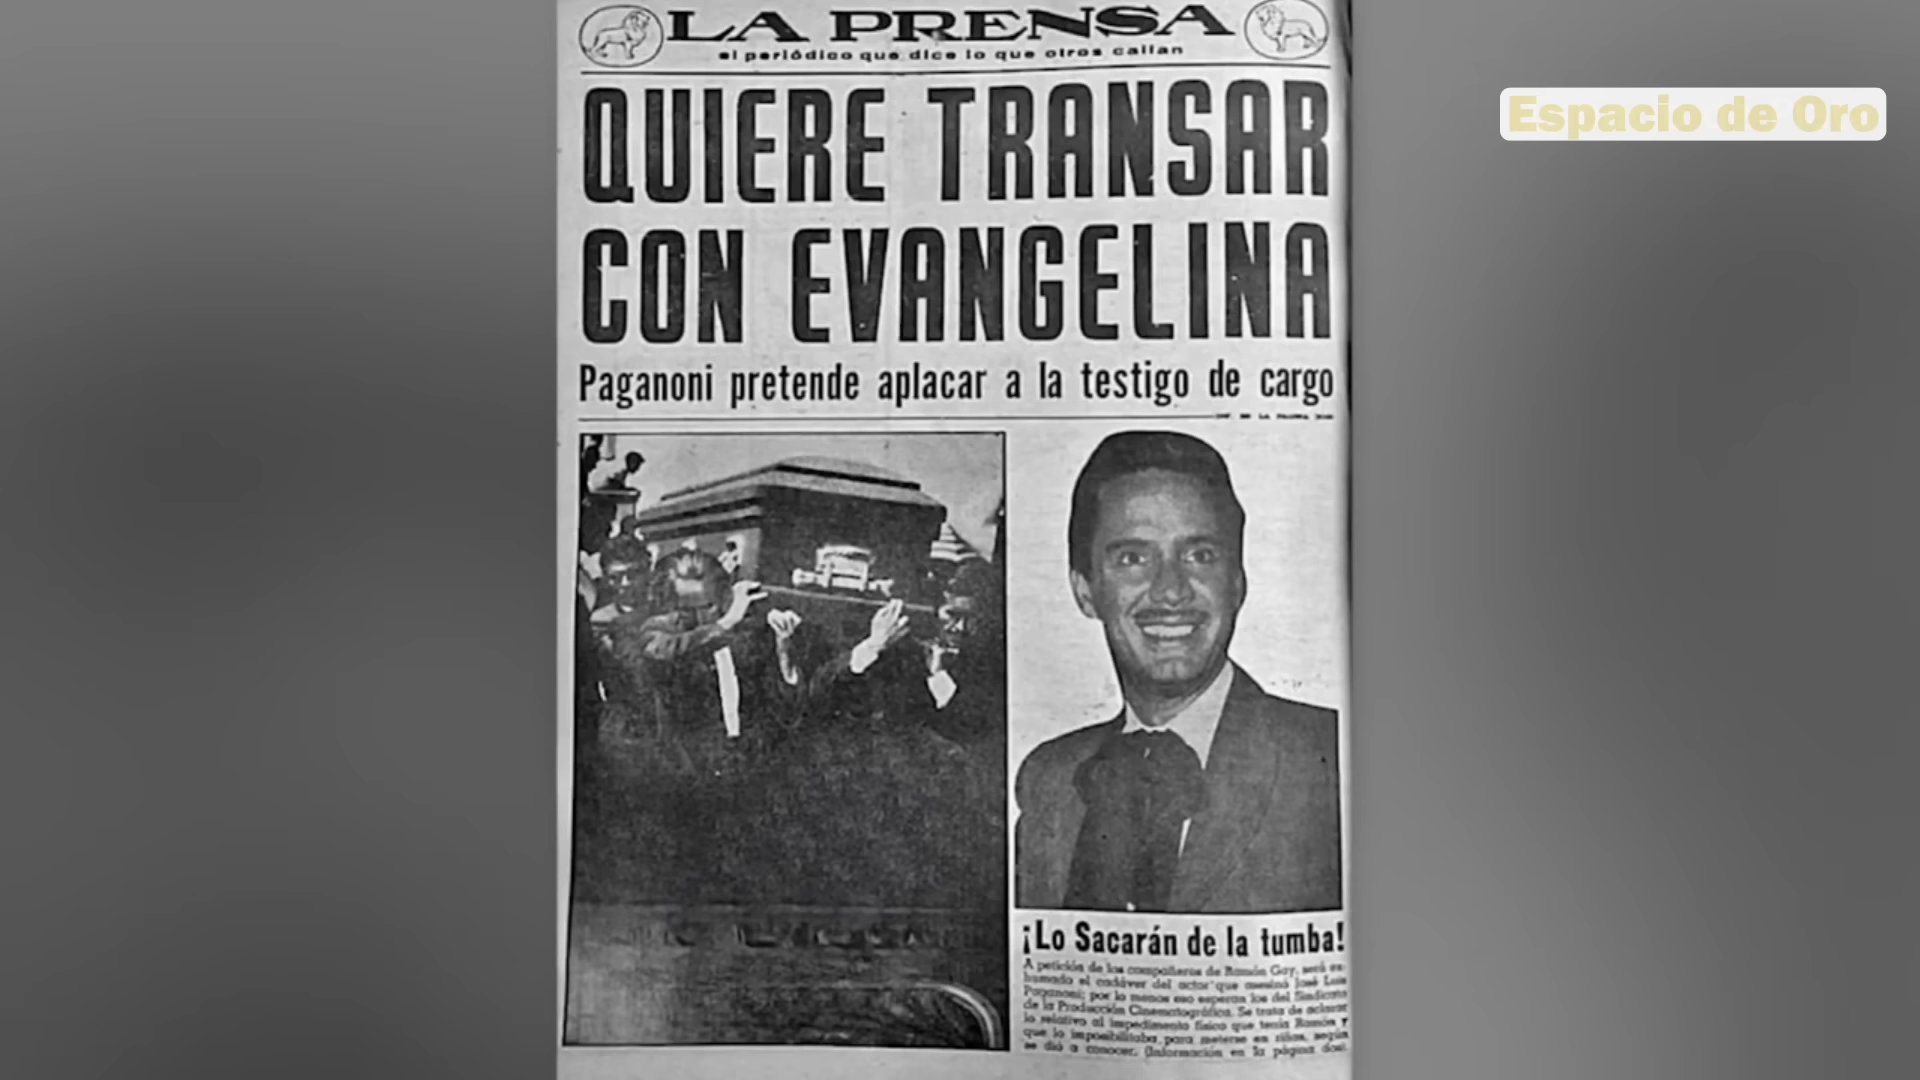 LA PRENSA
el periódico que dice lo que otros callan
Espacio de Oro
QUIERE TRANSAR
CON EVANGELINA
Paganoni pretende aplacar a la testigo de cargo
¡Lo Sacarán de la tumba!
A petición de los compañeros de Ramón Gay, será ex-
humado el cadáver del actor que asesinó José Luis
Paganoni; por lo menos eso esperan los del Sindicato
de la Producción Cinematográfica. Se trata de aclarar
lo relativo al impedimento físico que tenía Ramón y
que lo imposibilitaba para meterse en riñas, según
se dió a conocer. (Información en la página dos).